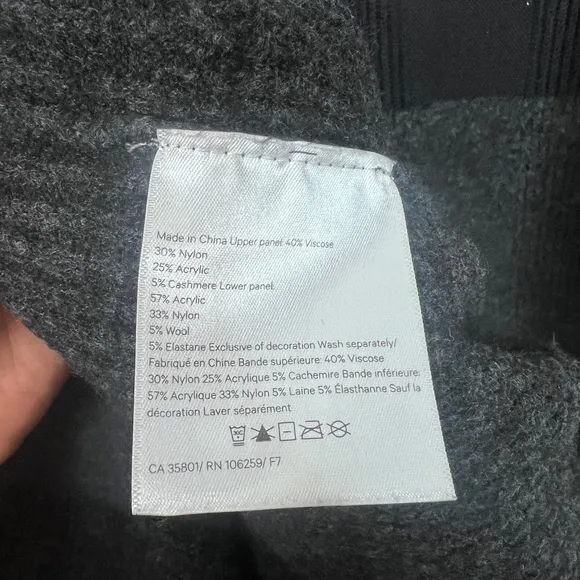 Made in China Upper panel: 40% Viscose
30% Nylon
25% Acrylic
5% Cashmere Lower panel:
57% Acrylic
33% Nylon
5% Wool
5% Elastane Exclusive of decoration Wash separately/
Fabriqué en Chine Bande supérieure: 40% Viscose
30% Nylon 25% Acrylique 5% Cachemire Bande inférieure:
57% Acrylique 33% Nylon 5% Laine 5% Élasthanne Sauf la
décoration Laver séparément
CA 35801/ RN 106259/ F7